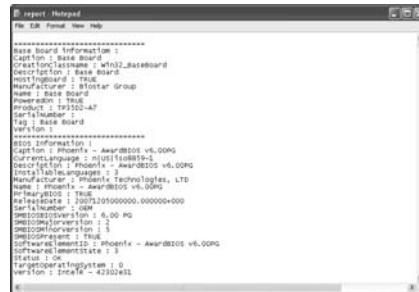 report - Notepad
File Edit Format View Help
==============================
Base Board information :
Caption : Base Board
CreationClassName : Win32_BaseBoard
Description : Base Board
HostingBoard : TRUE
Manufacturer : Biostar Group
Name : Base Board
PoweredOn : TRUE
Product : TP35D2-A7
SerialNumber :
Tag : Base Board
Version :
==============================
BIOS Information :
Caption : Phoenix - AwardBIOS v6.00PG
CurrentLanguage : n|US|iso8859-1
Description : Phoenix - AwardBIOS v6.00PG
InstallableLanguages : 3
Manufacturer : Phoenix Technologies, LTD
Name : Phoenix - AwardBIOS v6.00PG
PrimaryBIOS : TRUE
ReleaseDate : 20071205000000.000000+000
SerialNumber : OEM
SMBIOSBIOSVersion : 6.00 PG
SMBIOSMajorVersion : 2
SMBIOSMinorVersion : 5
SMBIOSPresent : TRUE
SoftwareElementID : Phoenix - AwardBIOS v6.00PG
SoftwareElementState : 3
Status : OK
TargetOperatingSystem : 0
Version : IntelR - 42302e31